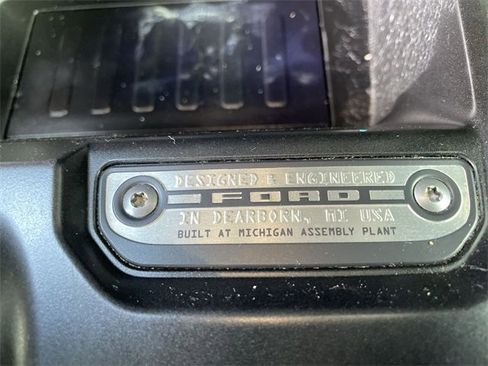 DESIGNED & ENGINEERED
FORD
IN DEARBORN, MI USA
BUILT AT MICHIGAN ASSEMBLY PLANT